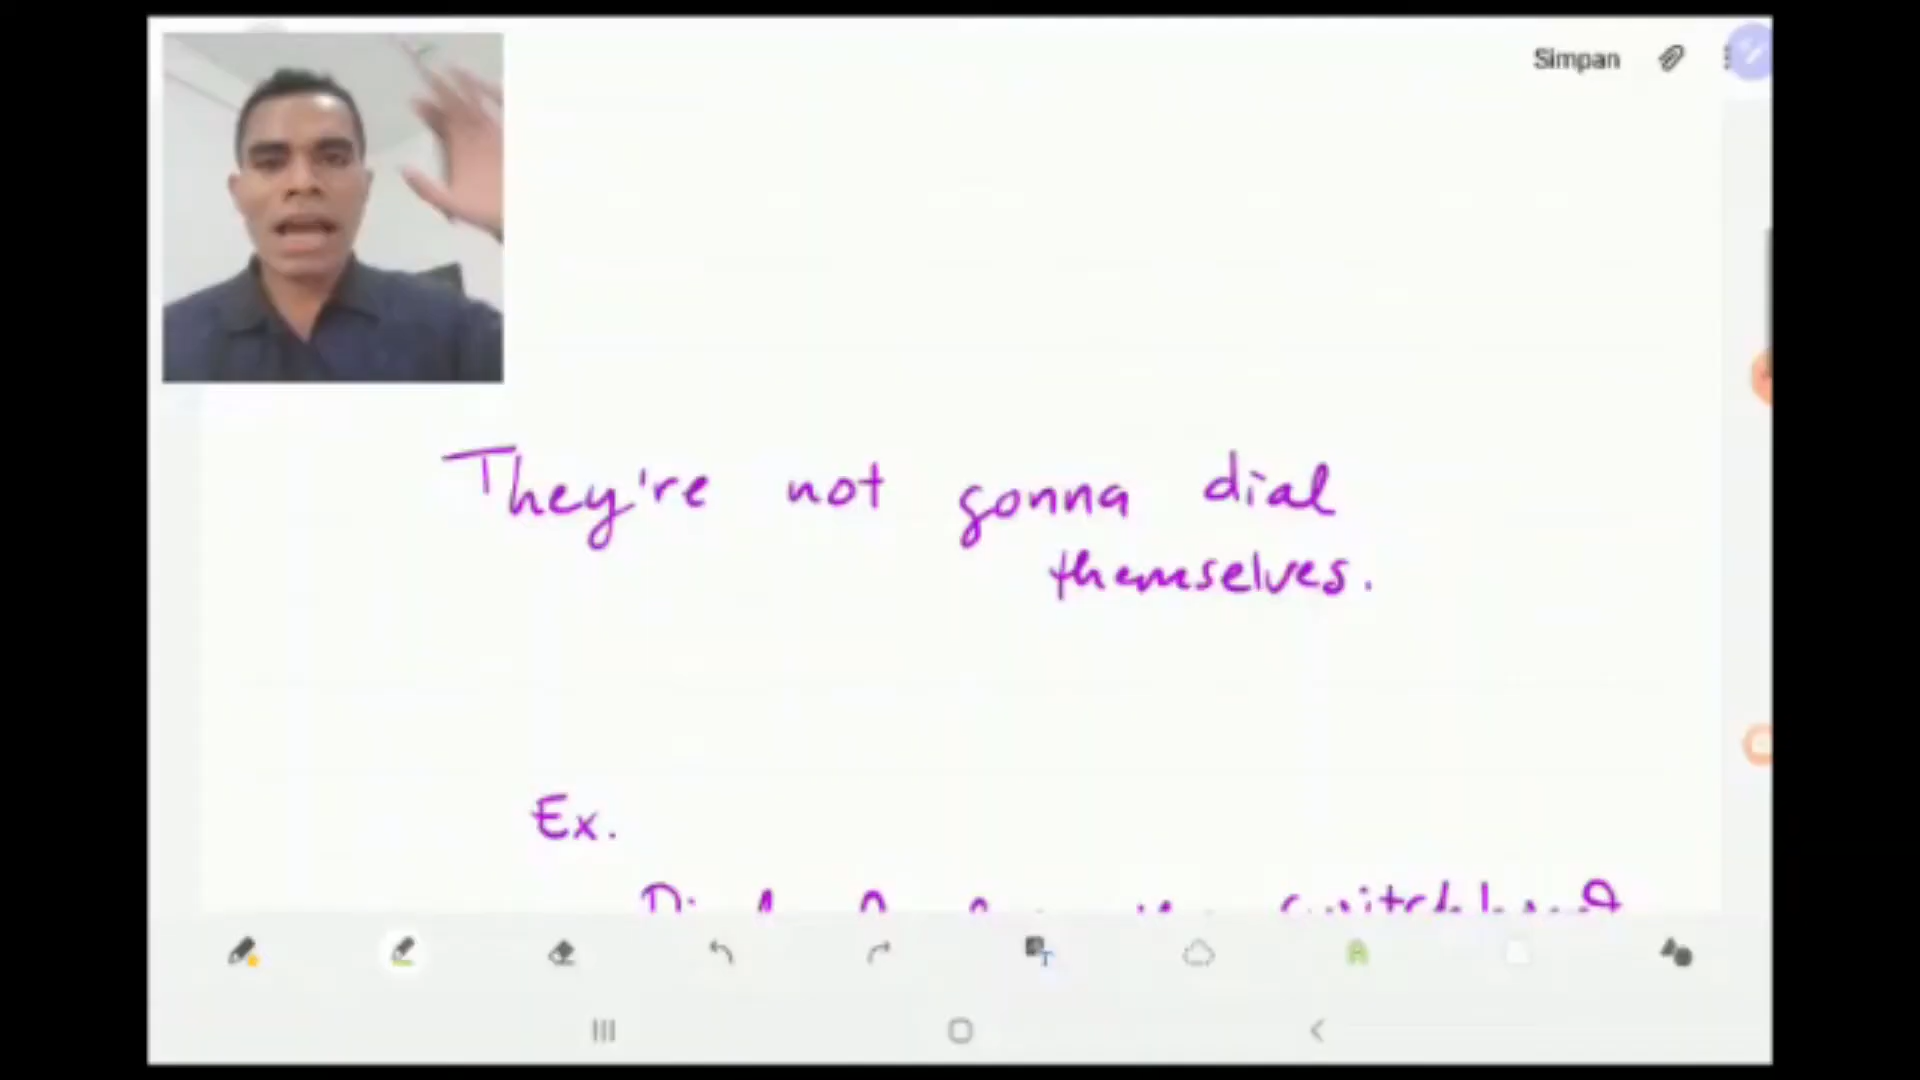 Simpan
They're not gonna dial
themselves.
Ex.